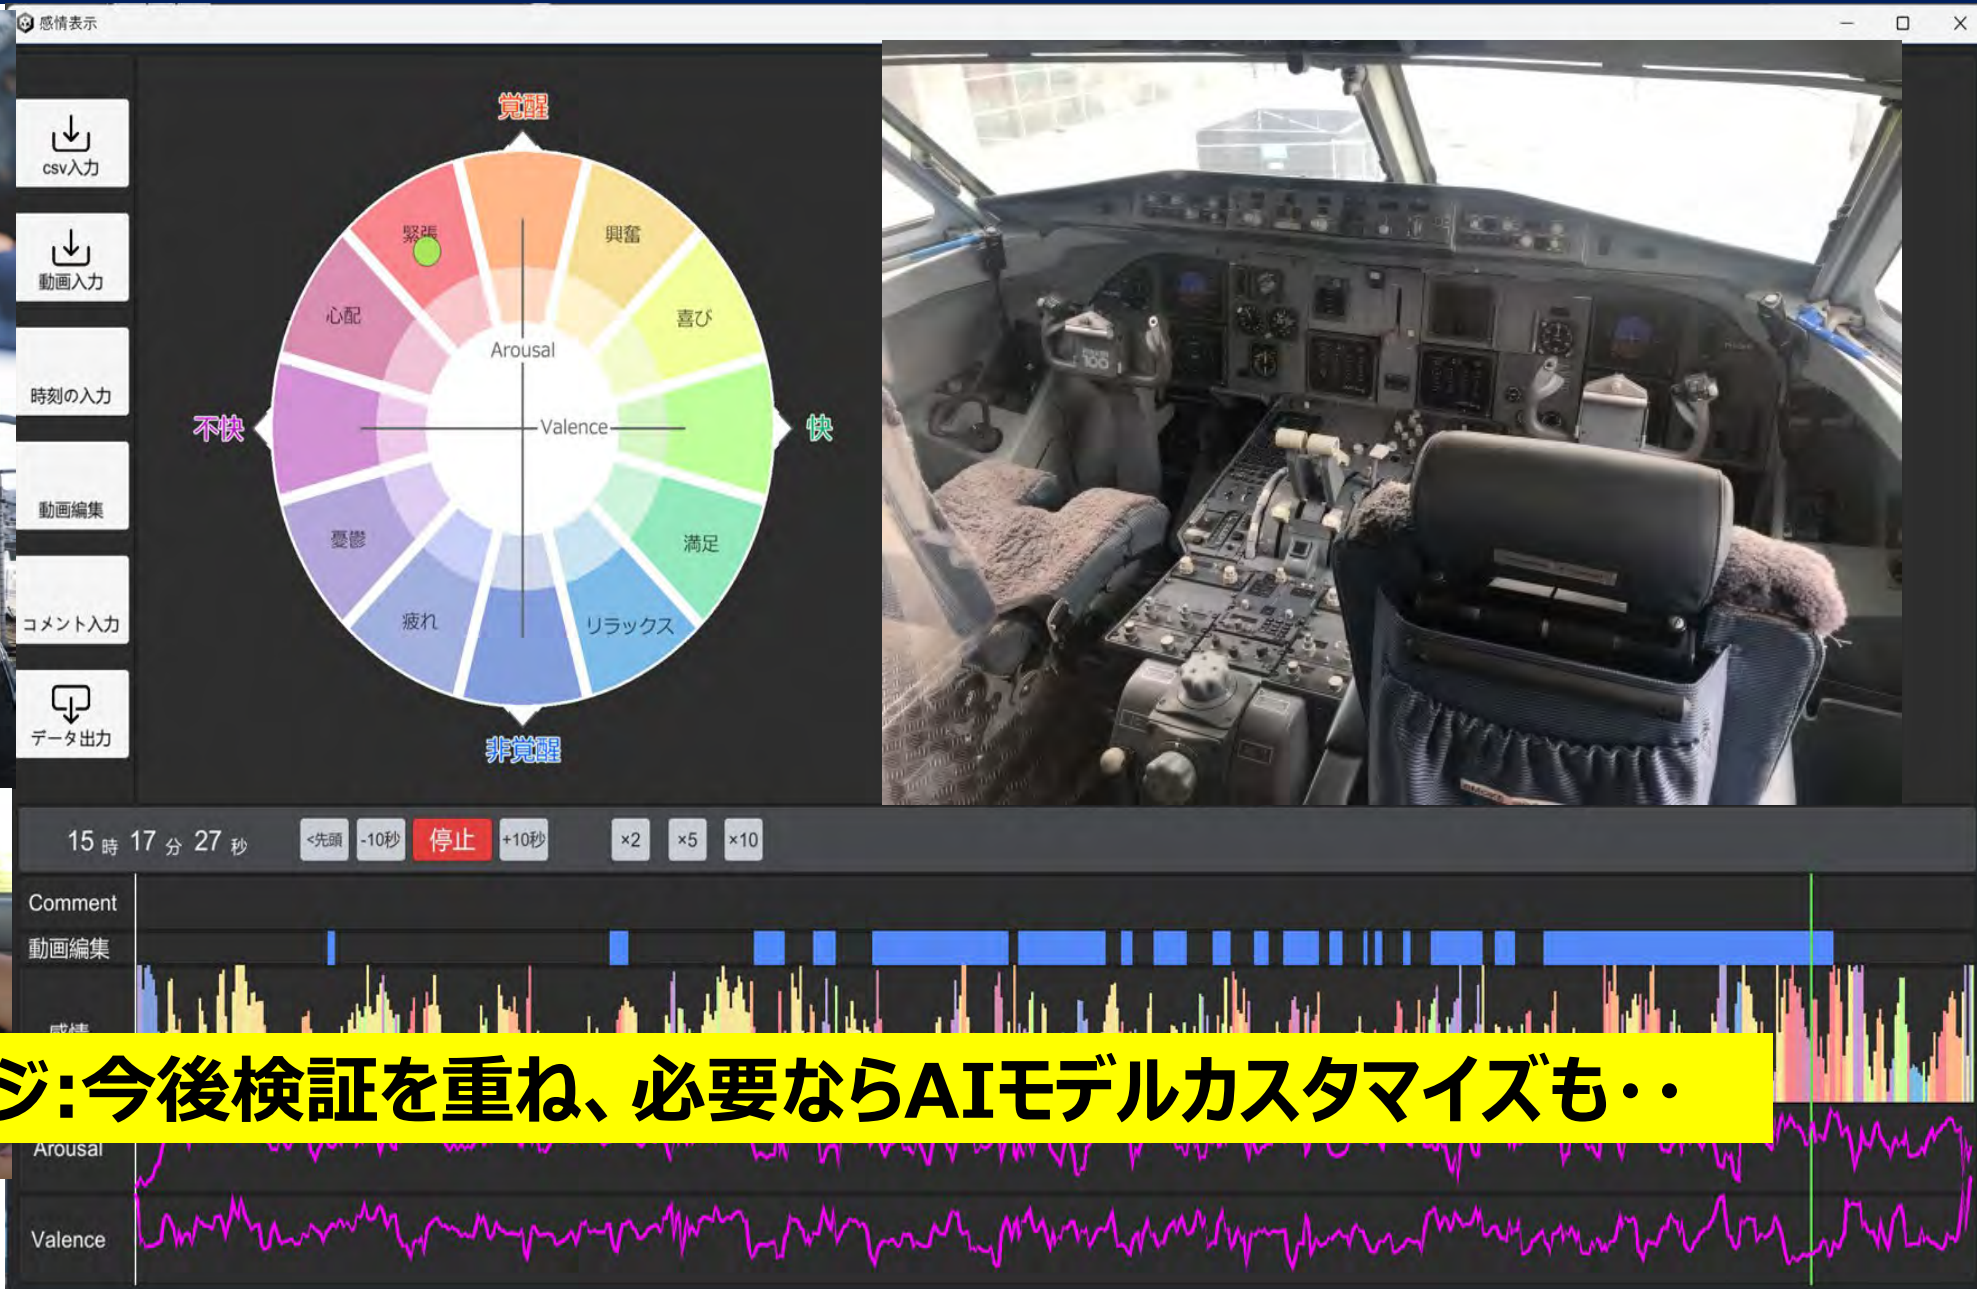 感情表示
csv入力
動画入力
時刻の入力
動画編集
コメント入力
データ出力
覚醒
緊張
興奮
心配
喜び
Arousal
不快
Valence
快
憂鬱
満足
疲れ
リラックス
非覚醒
100
15 時 17 分 27 秒
<先頭
-10秒
停止
+10秒
×2
×5
×10
Comment
動画編集
感情
ジ:今後検証を重ね、必要ならAIモデルカスタマイズも・・
Arousal
Valence